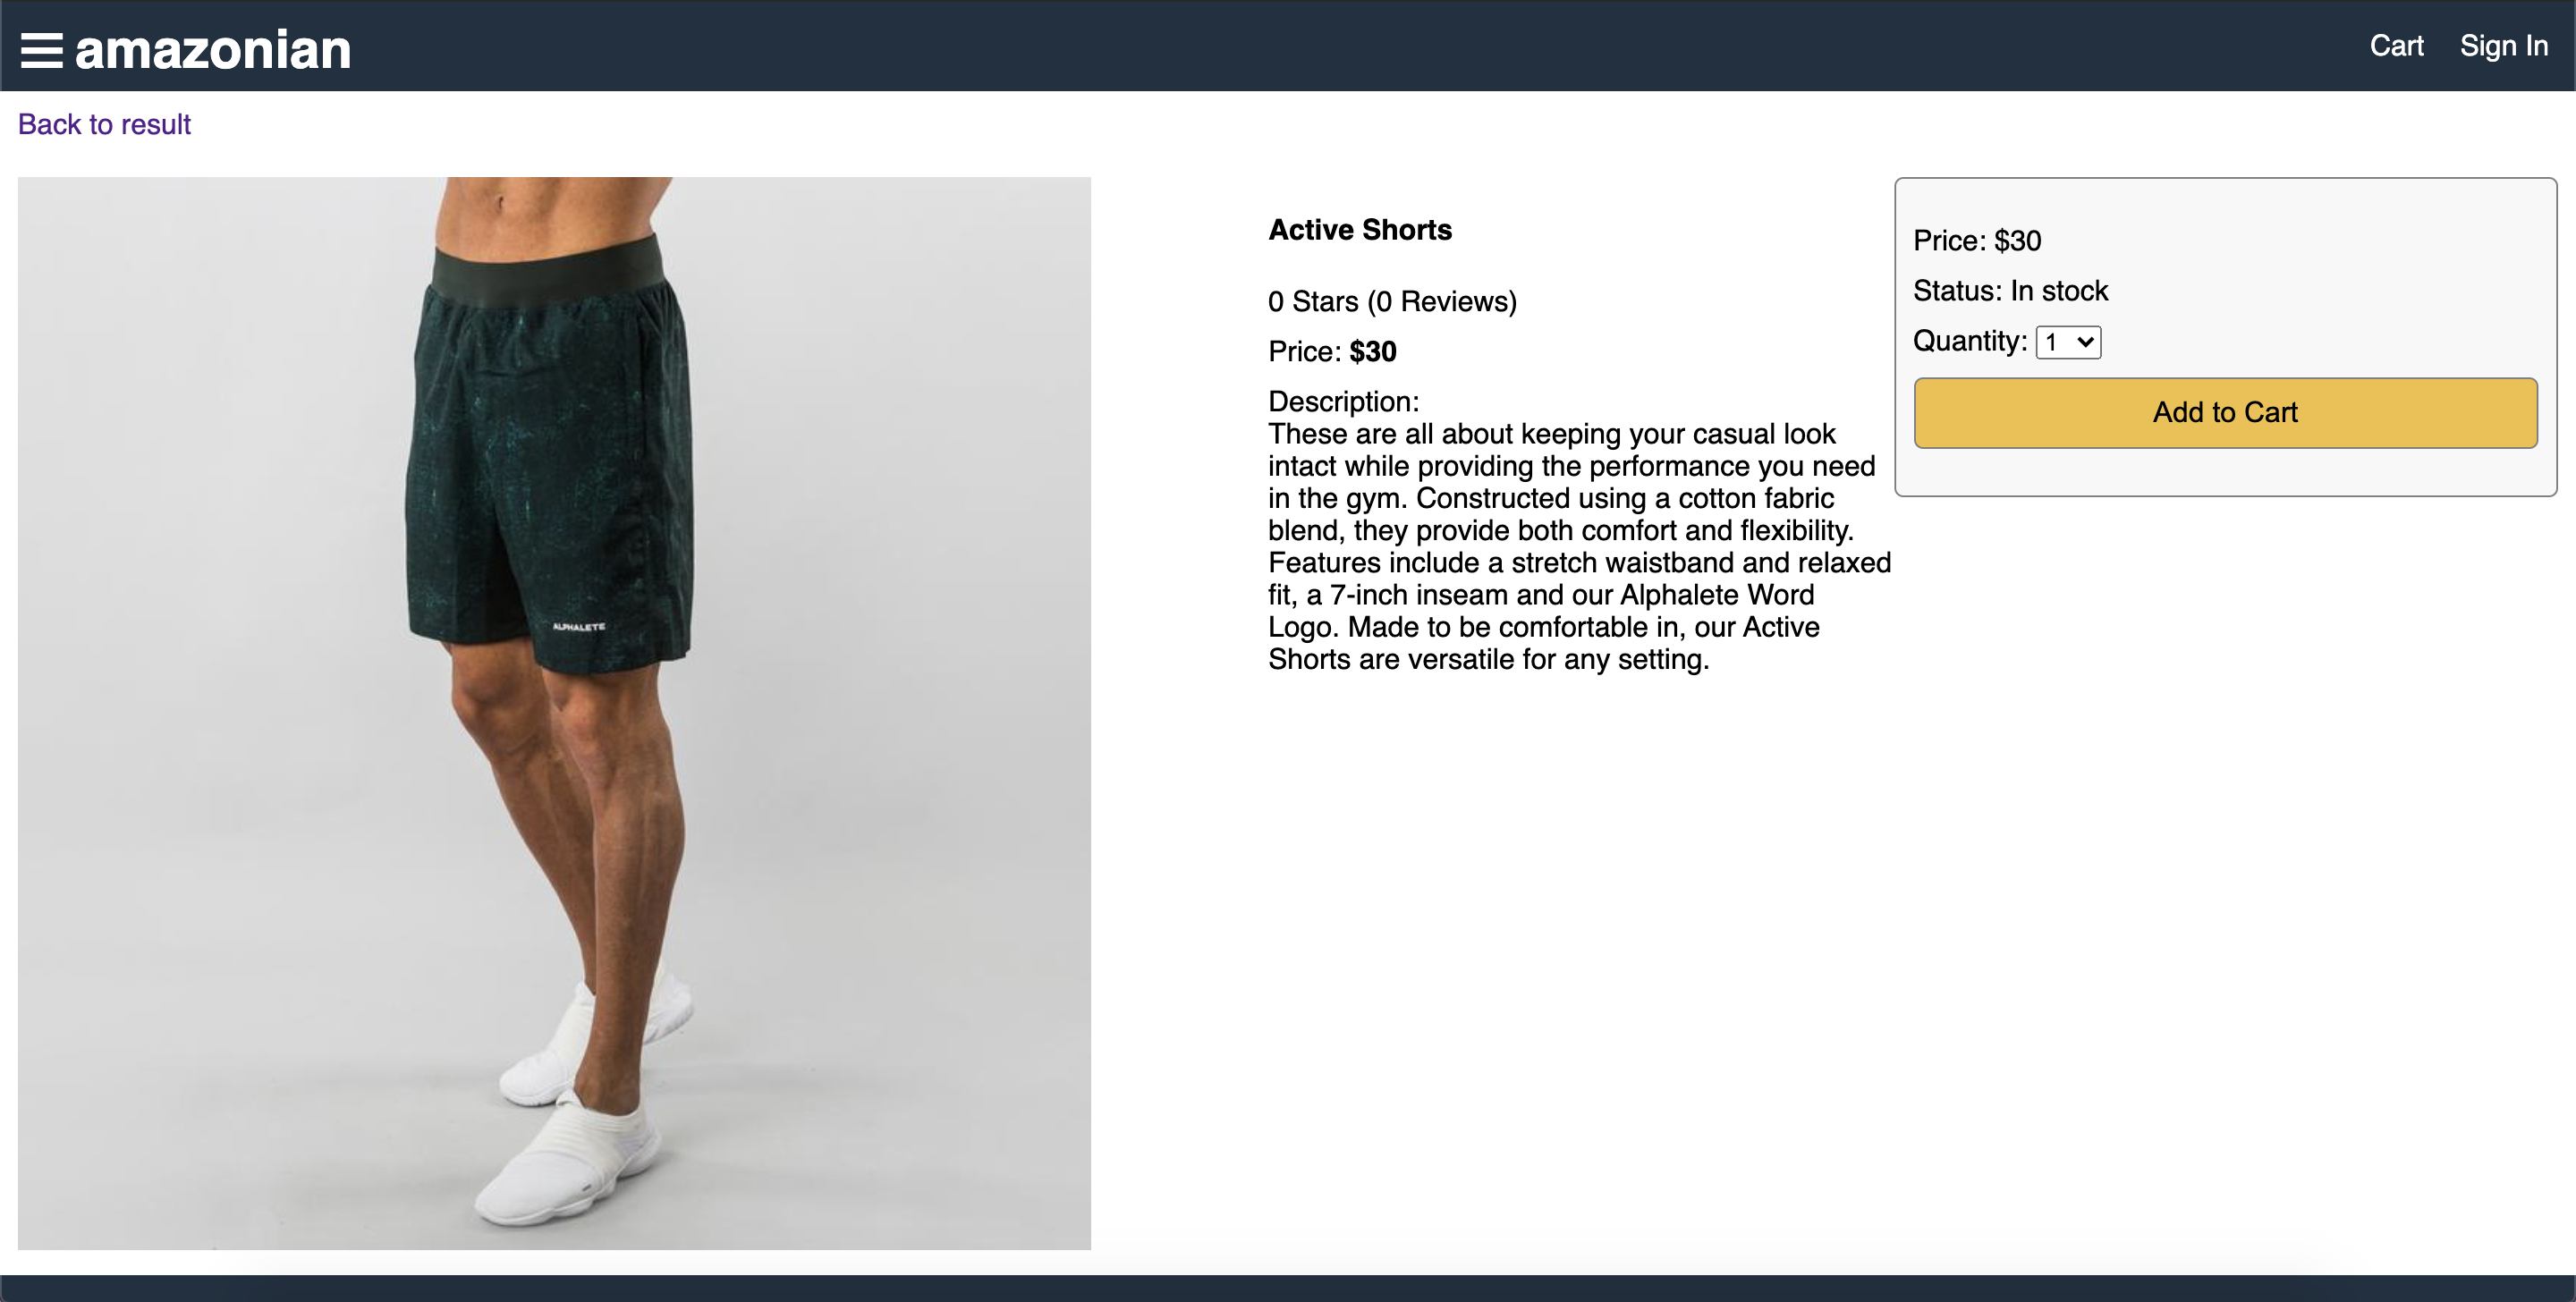 amazonian
Cart Sign In
Back to result
ALPHALETE
Active Shorts
0 Stars (0 Reviews)
Price: $30
Description:
These are all about keeping your casual look
intact while providing the performance you need
in the gym. Constructed using a cotton fabric
blend, they provide both comfort and flexibility.
Features include a stretch waistband and relaxed
fit, a 7-inch inseam and our Alphalete Word
Logo. Made to be comfortable in, our Active
Shorts are versatile for any setting.
Price: $30
Status: In stock
Quantity: 1
Add to Cart